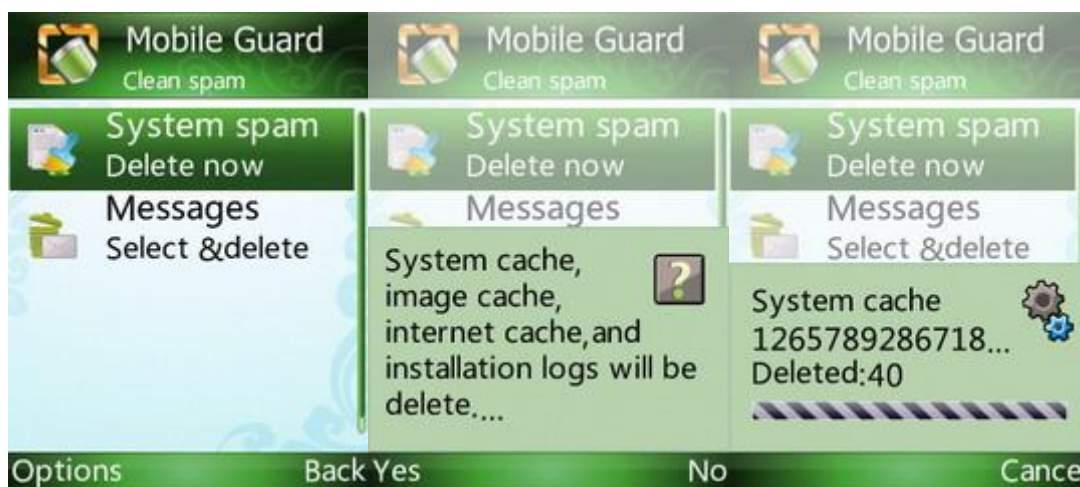 Mobile Guard
Clean spam
System spam
Delete now
Messages
Select &delete
Options
Back
Mobile Guard
Clean spam
System spam
Delete now
Messages
System cache,
image cache,
internet cache,and
installation logs will be
delete....
Yes
No
Mobile Guard
Clean spam
System spam
Delete now
Messages
Select &delete
System cache
1265789286718...
Deleted:40
Cance